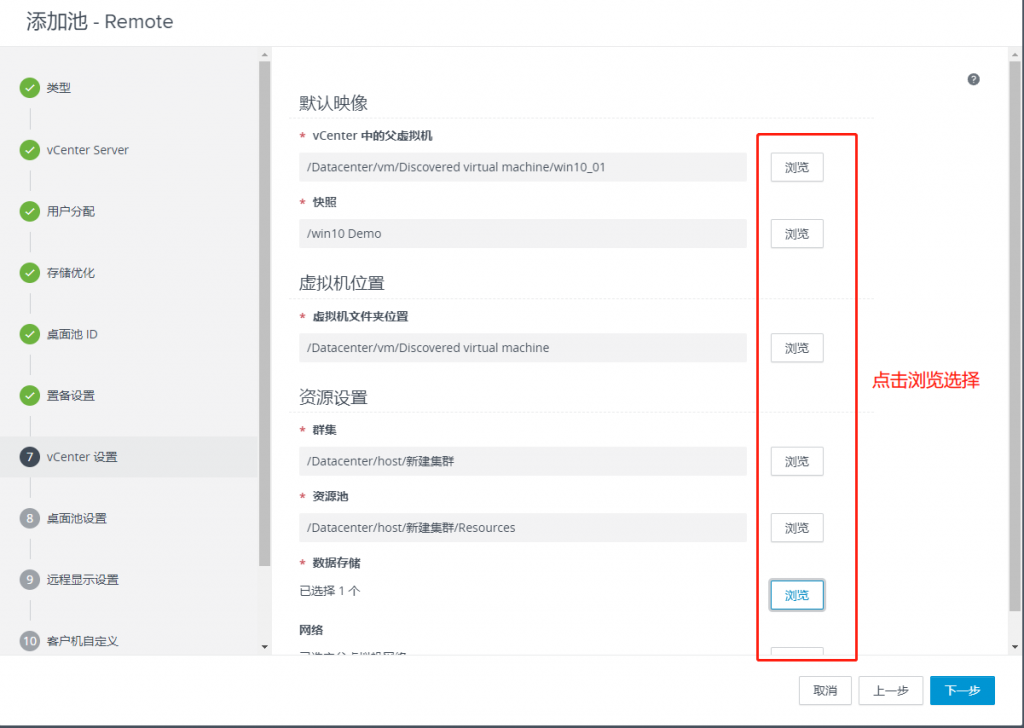 添加池 - Remote
类型
vCenter Server
用户分配
存储优化
桌面池 ID
置备设置
7 vCenter 设置
8 桌面池设置
9 远程显示设置
10 客户机自定义
?
默认映像
* vCenter 中的父虚拟机
/Datacenter/vm/Discovered virtual machine/win10_01 浏览
* 快照
/win10 Demo 浏览
虚拟机位置
* 虚拟机文件夹位置
/Datacenter/vm/Discovered virtual machine 浏览
点击浏览选择
资源设置
* 群集
/Datacenter/host/新建集群 浏览
* 资源池
/Datacenter/host/新建集群/Resources 浏览
* 数据存储
已选择 1 个 浏览
网络
取消 上一步 下一步